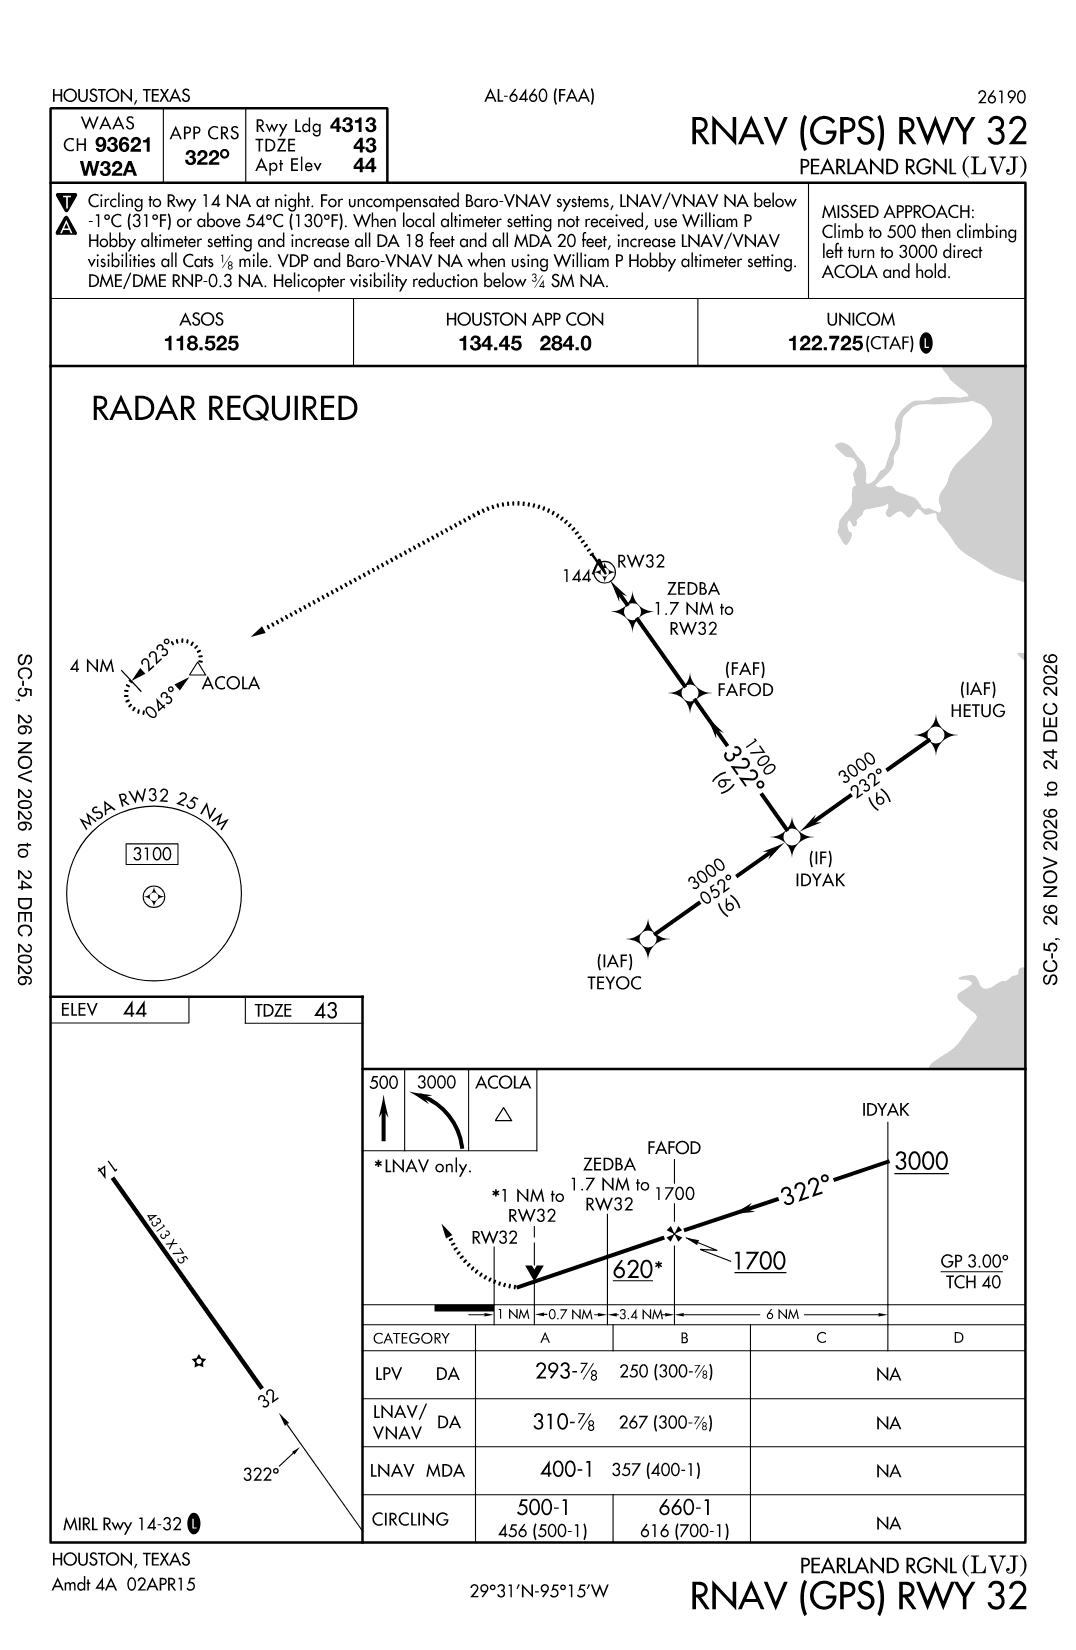 HOUSTON, TEXAS
AL-6460 (FAA)
26190
WAAS
CH 93621
W32A
APP CRS
322°
Rwy Ldg 4313
TDZE 43
Apt Elev 44
RNAV (GPS) RWY 32
PEARLAND RGNL (LVJ)
T
A
Circling to Rwy 14 NA at night. For uncompensated Baro-VNAV systems, LNAV/VNAV NA below
-1°C (31°F) or above 54°C (130°F). When local altimeter setting not received, use William P
Hobby altimeter setting and increase all DA 18 feet and all MDA 20 feet, increase LNAV/VNAV
visibilities all Cats ⅛ mile. VDP and Baro-VNAV NA when using William P Hobby altimeter setting.
DME/DME RNP-0.3 NA. Helicopter visibility reduction below ¾ SM NA.
MISSED APPROACH:
Climb to 500 then climbing
left turn to 3000 direct
ACOLA and hold.
ASOS
118.525
HOUSTON APP CON
134.45 284.0
UNICOM
122.725 (CTAF) L
RADAR REQUIRED
RW32
144
ZEDBA
1.7 NM to
RW32
(FAF)
FAFOD
(IAF)
HETUG
4 NM
223°
043°
ACOLA
1700
322°
(6)
3000
232°
(6)
(IF)
IDYAK
3000
052°
(6)
(IAF)
TEYOC
MSA RW32 25 NM
3100
SC-5, 26 NOV 2026 to 24 DEC 2026
SC-5, 26 NOV 2026 to 24 DEC 2026
ELEV 44
TDZE 43
14
4313 X 75
32
322°
MIRL Rwy 14-32 L
500
3000
ACOLA
*LNAV only.
IDYAK
FAFOD
ZEDBA
1.7 NM to
RW32
*1 NM to
RW32
RW32
1700
3000
322°
620*
1700
GP 3.00°
TCH 40
1 NM
0.7 NM
3.4 NM
6 NM
CATEGORY A B C D
LPV DA 293-⅞ 250 (300-⅞) NA
LNAV/
VNAV DA 310-⅞ 267 (300-⅞) NA
LNAV MDA 400-1 357 (400-1) NA
CIRCLING 500-1 660-1 NA
456 (500-1) 616 (700-1)
HOUSTON, TEXAS
Amdt 4A 02APR15
29°31'N-95°15'W
PEARLAND RGNL (LVJ)
RNAV (GPS) RWY 32